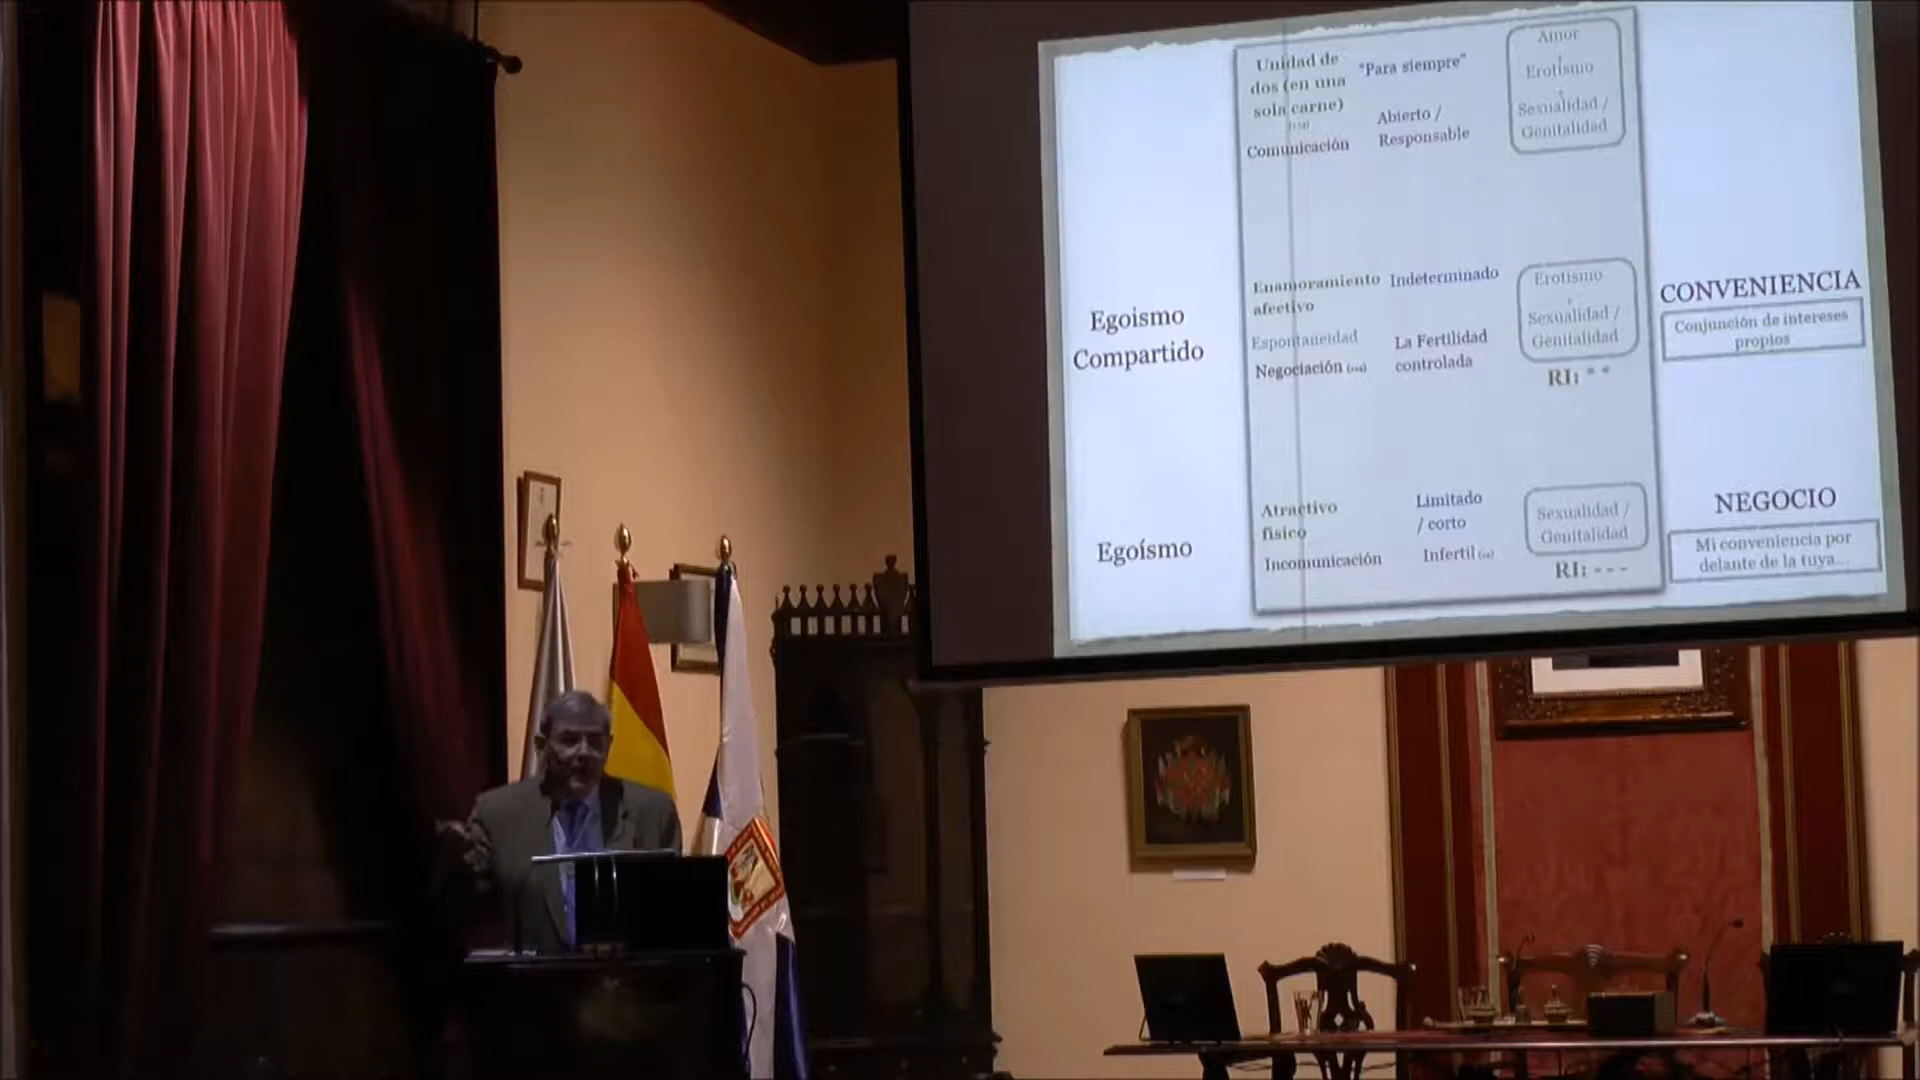 Unidad de
dos (en una
sola carne)
Comunicación
"Para siempre"
Abierto /
Responsable
Amor
+
Erotismo
+
Sexualidad /
Genitalidad
Egoismo
Compartido
Enamoramiento
afectivo
Espontaneidad
Negociación
Indeterminado
La Fertilidad
controlada
Erotismo
+
Sexualidad /
Genitalidad
RI: * *
CONVENIENCIA
Conjunción de intereses
propios
Egoísmo
Atractivo
físico
Incomunicación
Limitado
/ corto
Infertil
Sexualidad /
Genitalidad
RI: - - -
NEGOCIO
Mi conveniencia por
delante de la tuya...